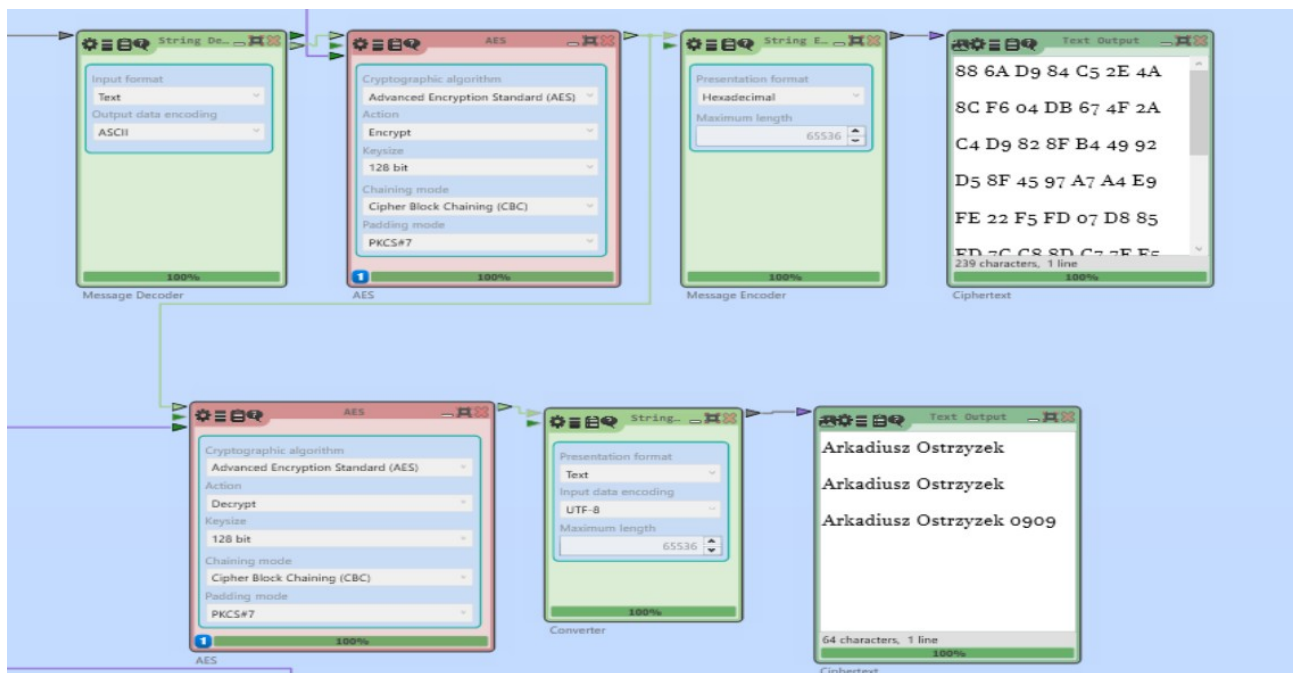 String De…
Input format
Text
Output data encoding
ASCII
100%
Message Decoder
AES
Cryptographic algorithm
Advanced Encryption Standard (AES)
Action
Encrypt
Keysize
128 bit
Chaining mode
Cipher Block Chaining (CBC)
Padding mode
PKCS#7
1
100%
AES
String E…
Presentation format
Hexadecimal
Maximum length
65536
100%
Message Encoder
Text Output
88 6A D9 84 C5 2E 4A
8C F6 04 DB 67 4F 2A
C4 D9 82 8F B4 49 92
D5 8F 45 97 A7 A4 E9
FE 22 F5 FD 07 D8 85
239 characters, 1 line
100%
Ciphertext
AES
Cryptographic algorithm
Advanced Encryption Standard (AES)
Action
Decrypt
Keysize
128 bit
Chaining mode
Cipher Block Chaining (CBC)
Padding mode
PKCS#7
1
100%
AES
String…
Presentation format
Text
Input data encoding
UTF-8
Maximum length
65536
100%
Converter
Text Output
Arkadiusz Ostrzyzek
Arkadiusz Ostrzyzek
Arkadiusz Ostrzyzek 0909
64 characters, 1 line
100%
Ciphertext